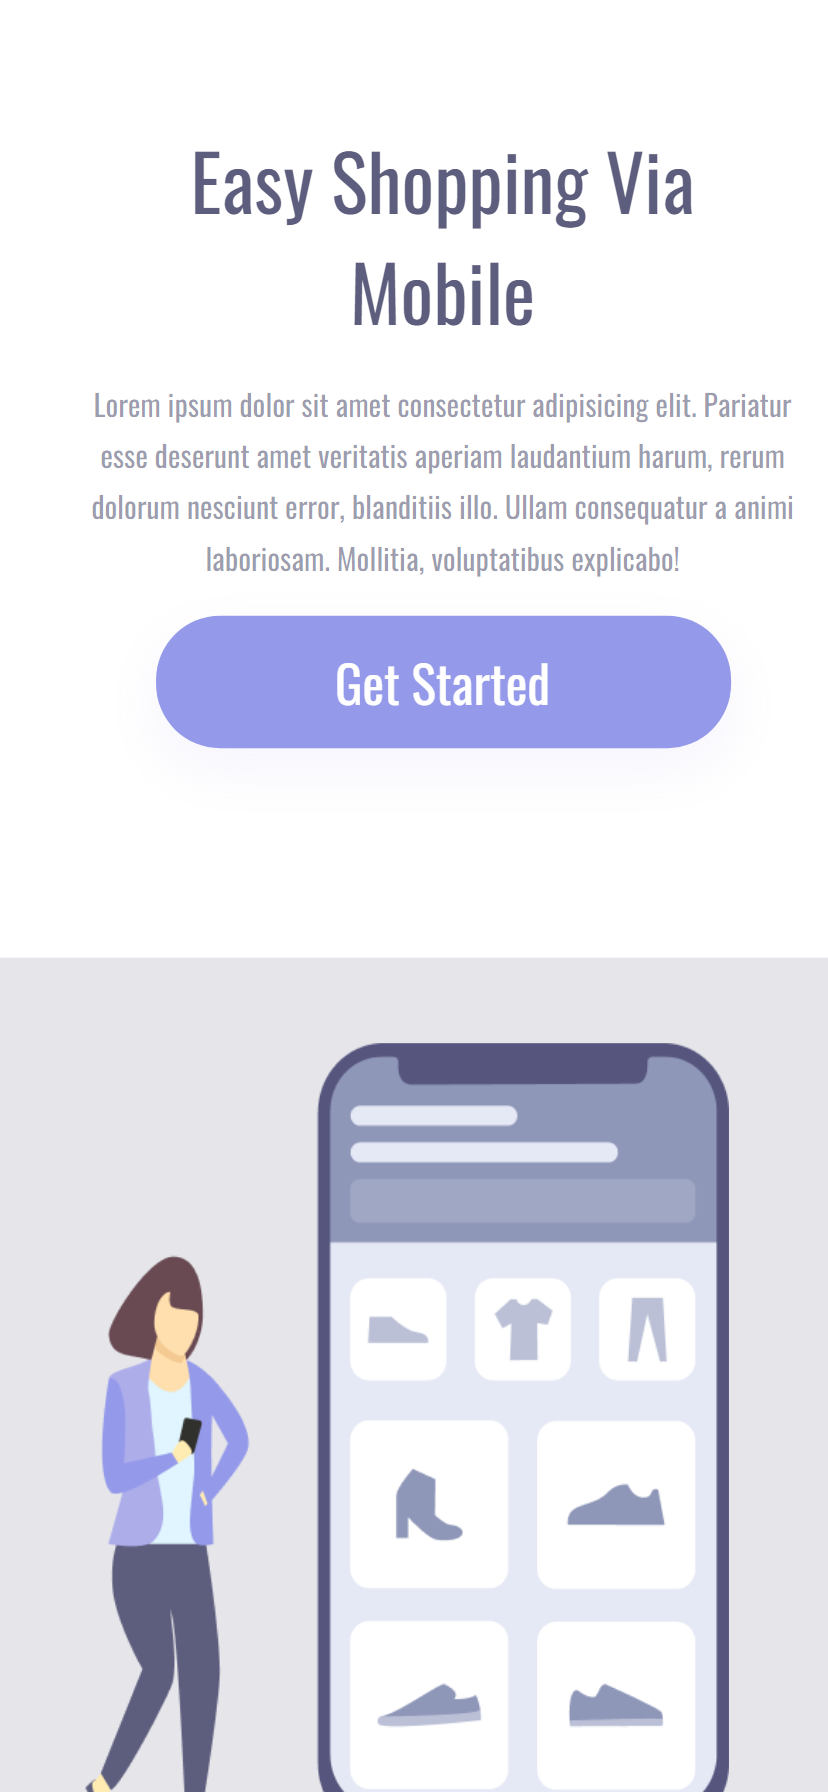 Easy Shopping Via
Mobile
Lorem ipsum dolor sit amet consectetur adipisicing elit. Pariatur
esse deserunt amet veritatis aperiam laudantium harum, rerum
dolorum nesciunt error, blanditiis illo. Ullam consequatur a animi
laboriosam. Mollitia, voluptatibus explicabo!
Get Started